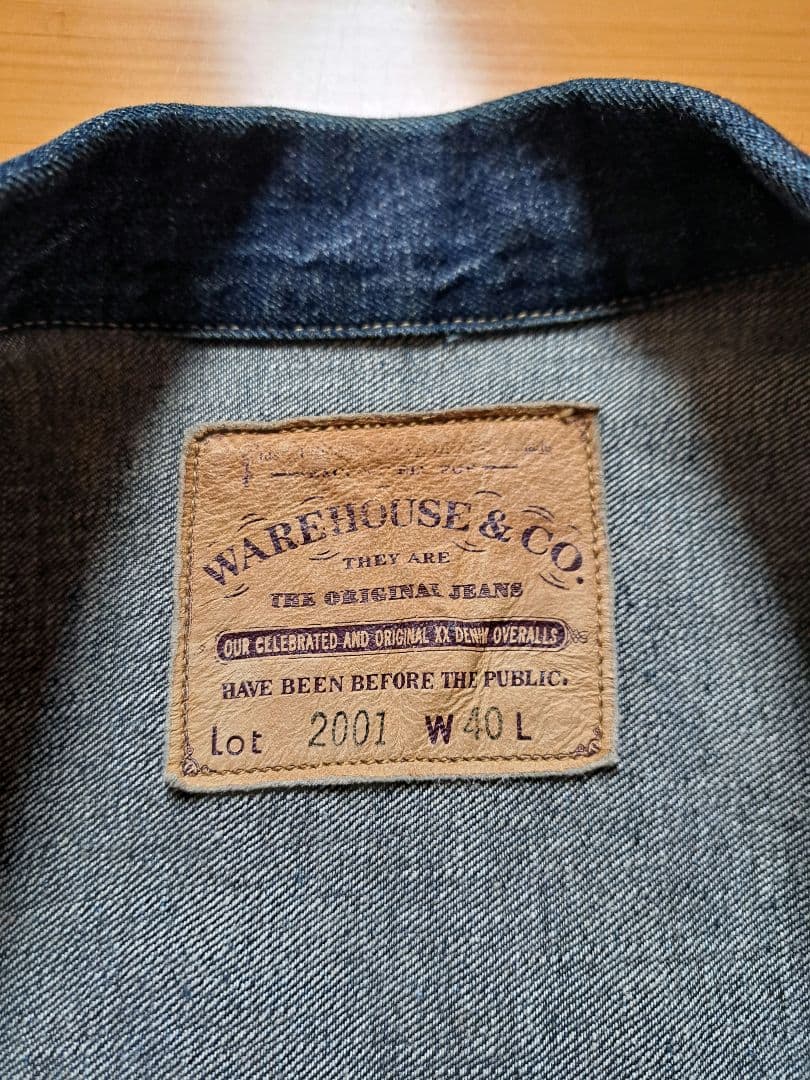 WAREHOUSE & CO.
THEY ARE
THE ORIGINAL JEANS
OUR CELEBRATED AND ORIGINAL XX DENIM OVERALLS
HAVE BEEN BEFORE THE PUBLIC.
Lot 2001 W 40 L